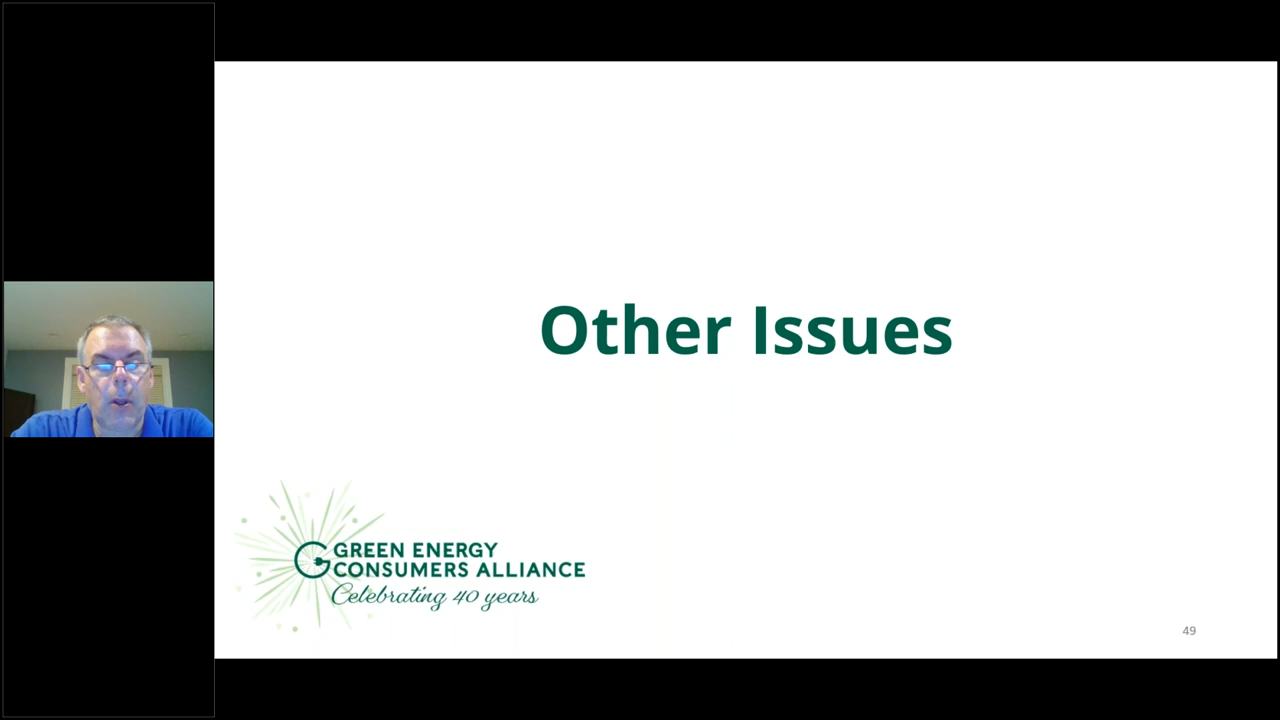 Other Issues
GREEN ENERGY
CONSUMERS ALLIANCE
Celebrating 40 years
49